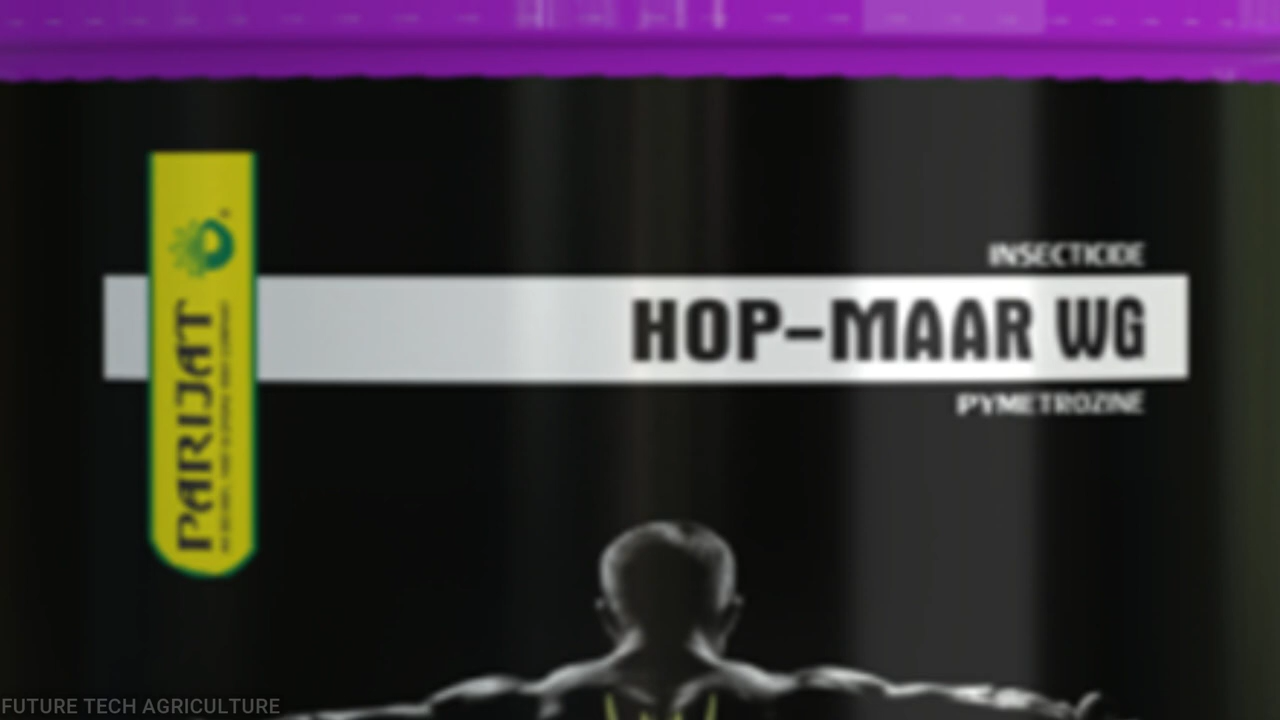 INSECTICIDE
HOP-MAAR WG
PYMETROZINE
PARIJAT
FUTURE TECH AGRICULTURE